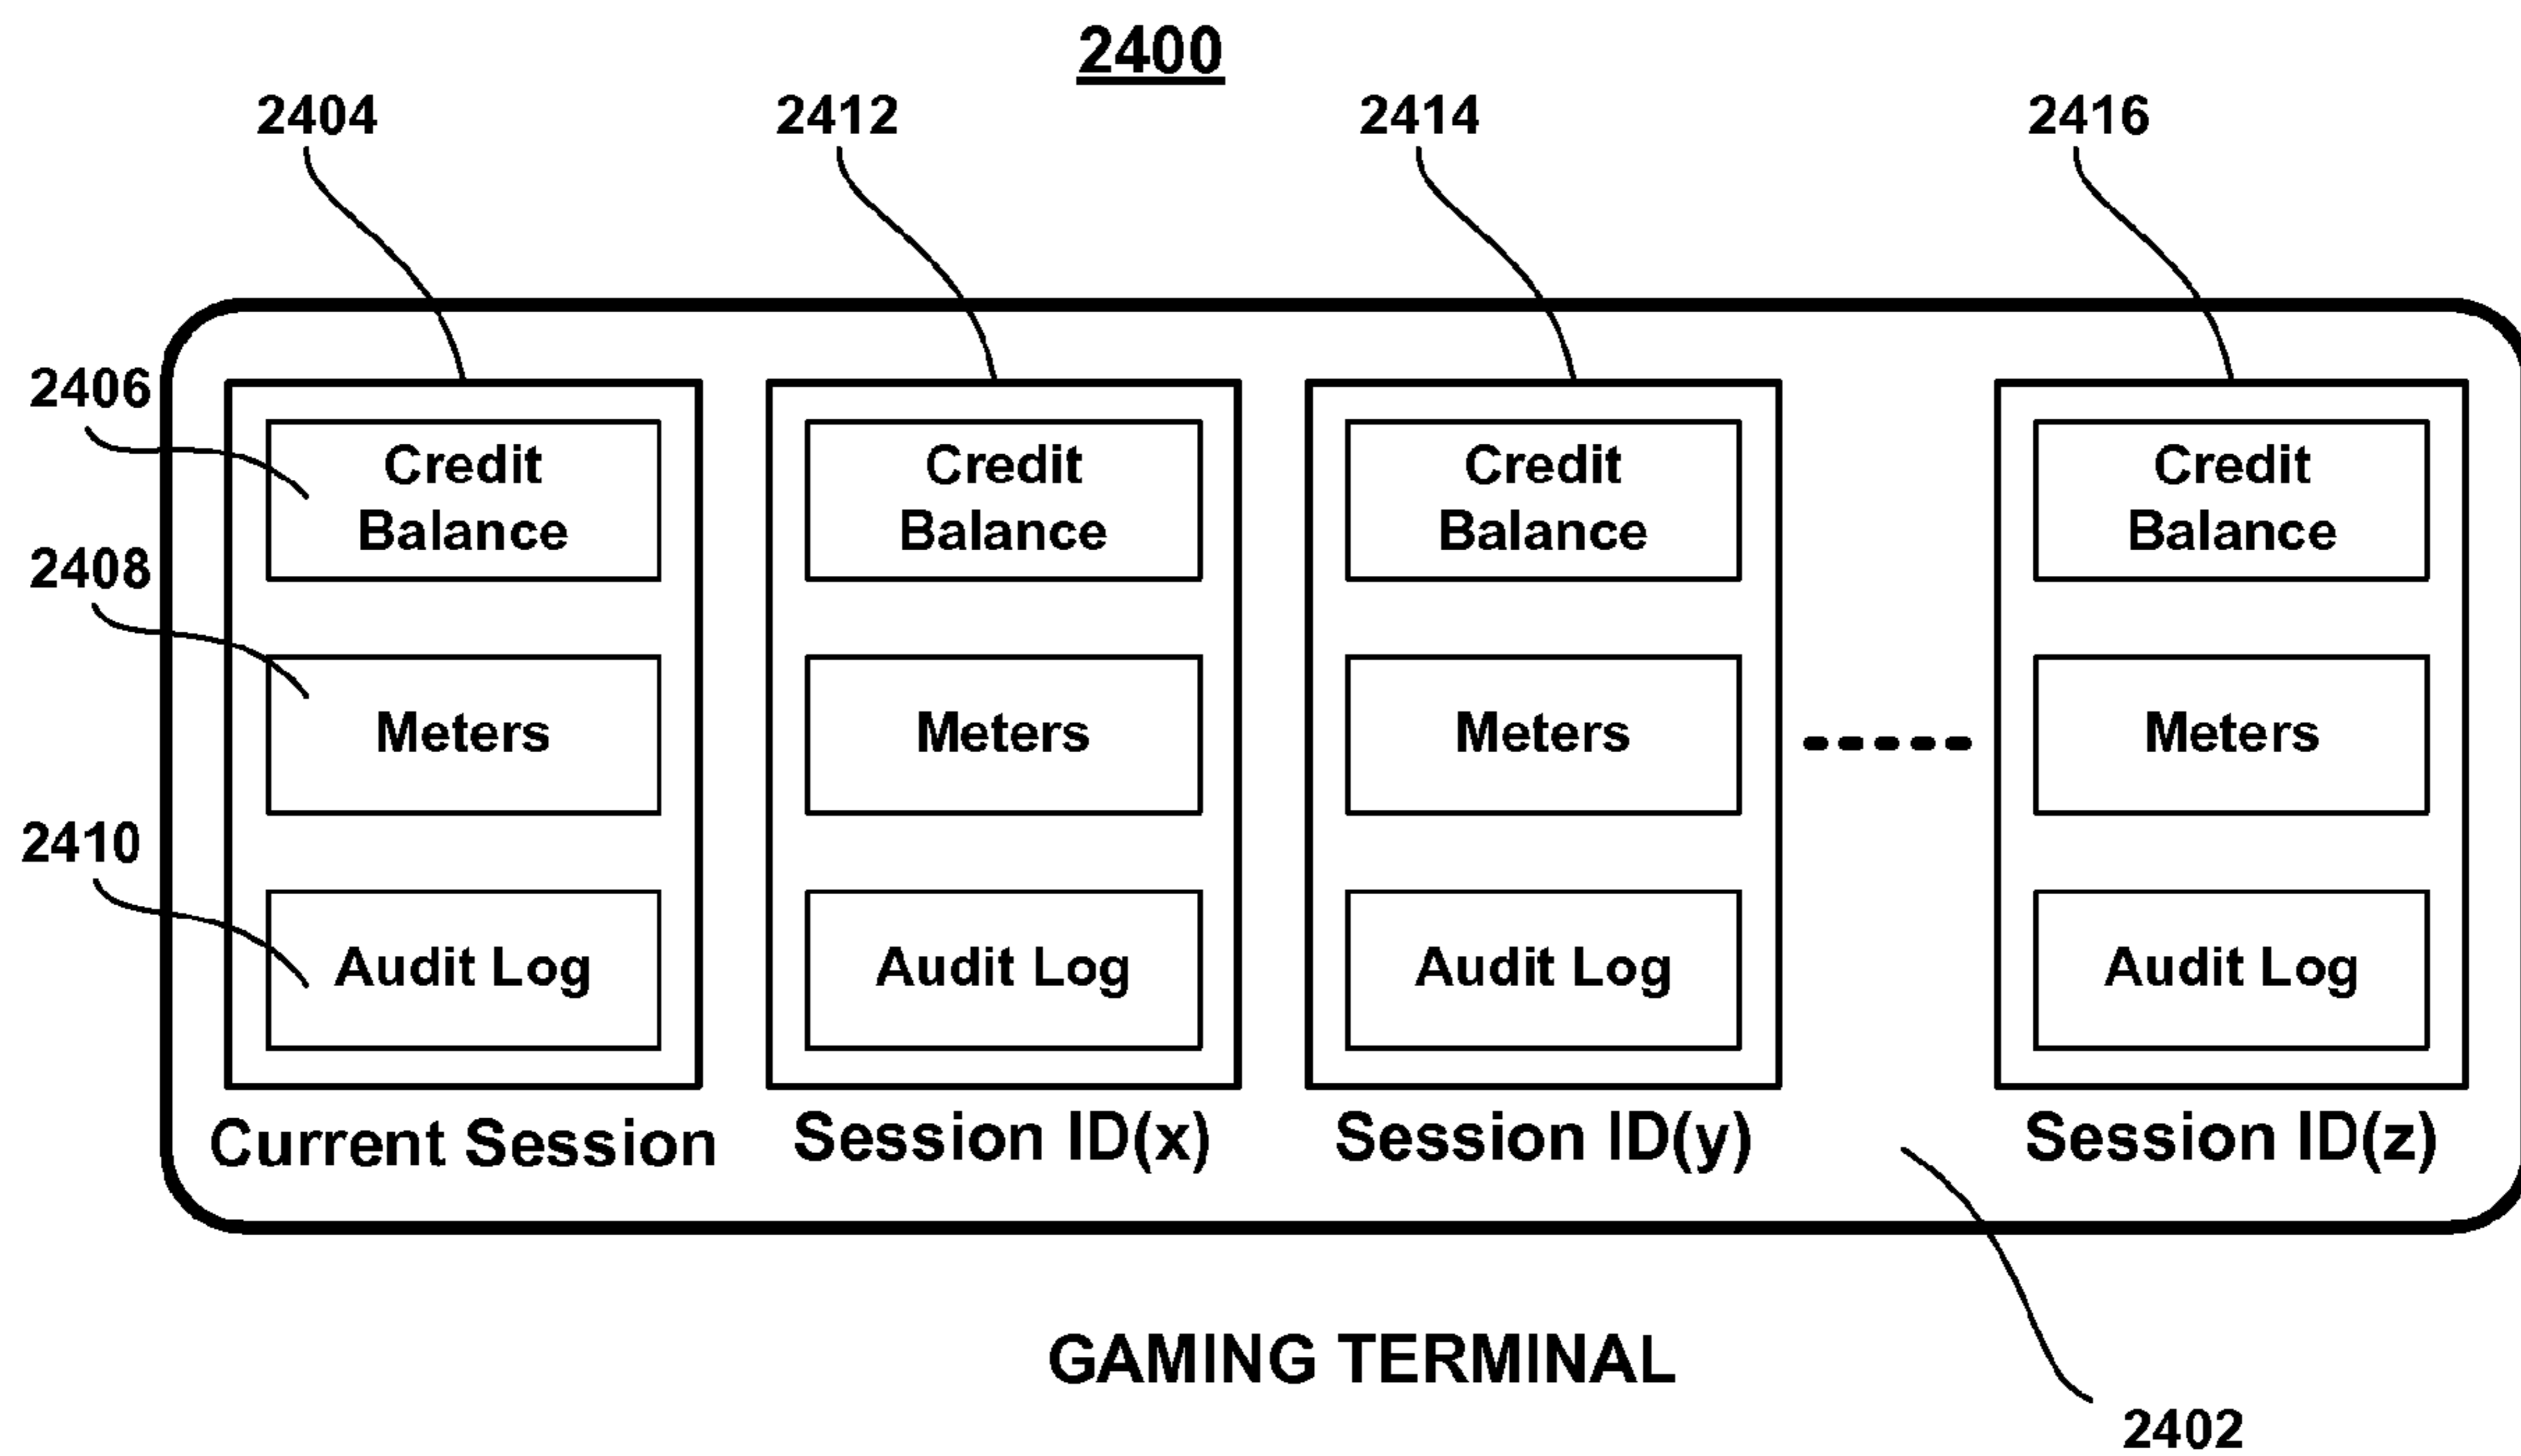 2400
2404
2412
2414
2416
2406
Credit
Balance
Credit
Balance
Credit
Balance
Credit
Balance
2408
Meters
Meters
Meters
Meters
2410
Audit Log
Audit Log
Audit Log
Audit Log
Current Session
Session ID(x)
Session ID(y)
Session ID(z)
GAMING TERMINAL
2402